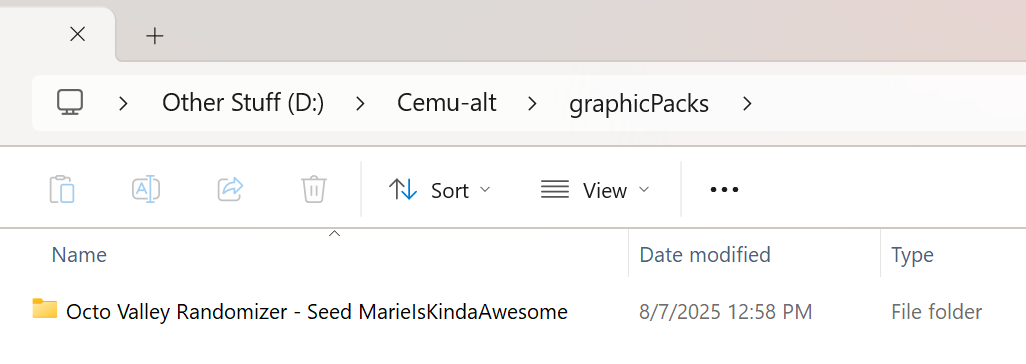 Other Stuff (D:) Cemu-alt graphicPacks
Sort View
Name Date modified Type
Octo Valley Randomizer - Seed MarieIsKindaAwesome 8/7/2025 12:58 PM File folder